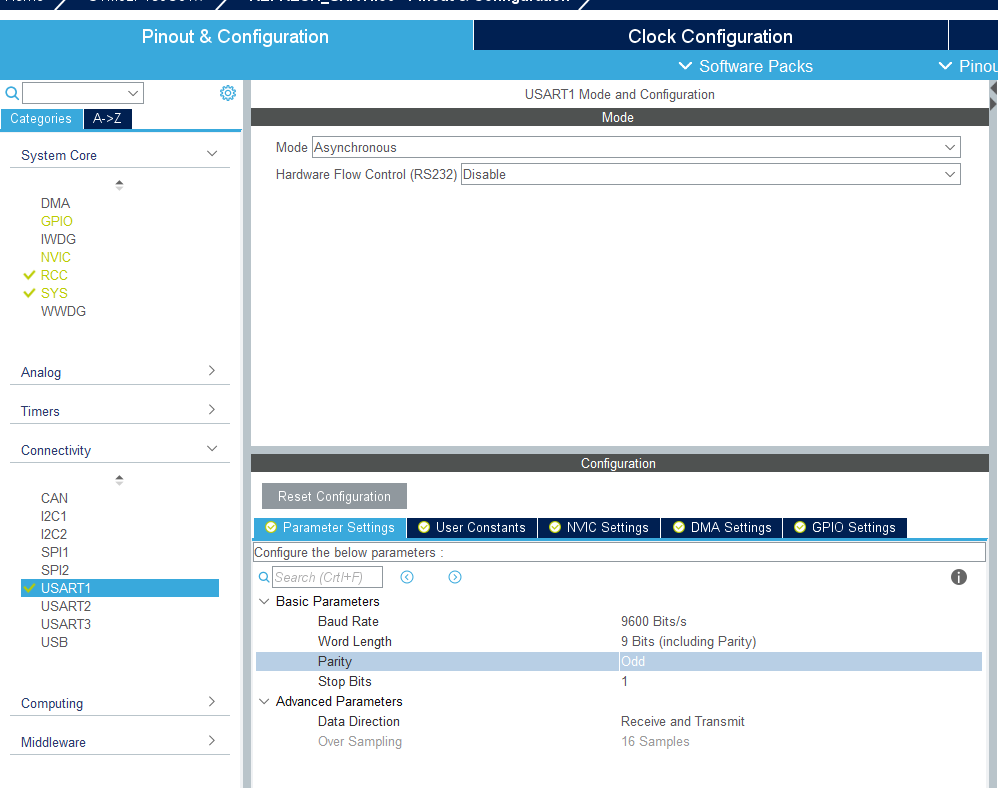 Pinout & Configuration
Clock Configuration
Software Packs
Pinou
Categories
A->Z
System Core
DMA
GPIO
IWDG
NVIC
RCC
SYS
WWDG
Analog
Timers
Connectivity
CAN
I2C1
I2C2
SPI1
SPI2
USART1
USART2
USART3
USB
Computing
Middleware
USART1 Mode and Configuration
Mode
Mode Asynchronous
Hardware Flow Control (RS232) Disable
Configuration
Reset Configuration
Parameter Settings
User Constants
NVIC Settings
DMA Settings
GPIO Settings
Configure the below parameters :
Search (Crtl+F)
Basic Parameters
Baud Rate 9600 Bits/s
Word Length 9 Bits (including Parity)
Parity Odd
Stop Bits 1
Advanced Parameters
Data Direction Receive and Transmit
Over Sampling 16 Samples